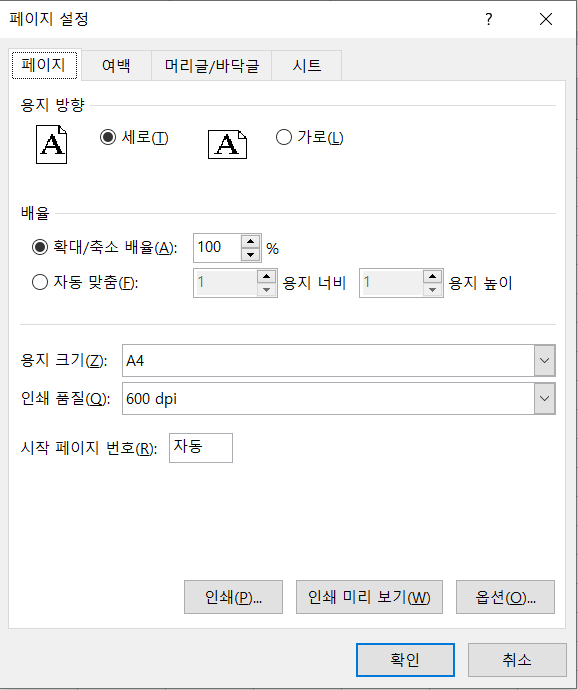 페이지 설정 ?
페이지 여백 머리글/바닥글 시트
용지 방향
A 세로(T) A 가로(L)
배율
확대/축소 배율(A): 100 %
자동 맞춤(F): 1 용지 너비 1 용지 높이
용지 크기(Z): A4
인쇄 품질(Q): 600 dpi
시작 페이지 번호(R): 자동
인쇄(P)... 인쇄 미리 보기(W) 옵션(O)...
확인 취소